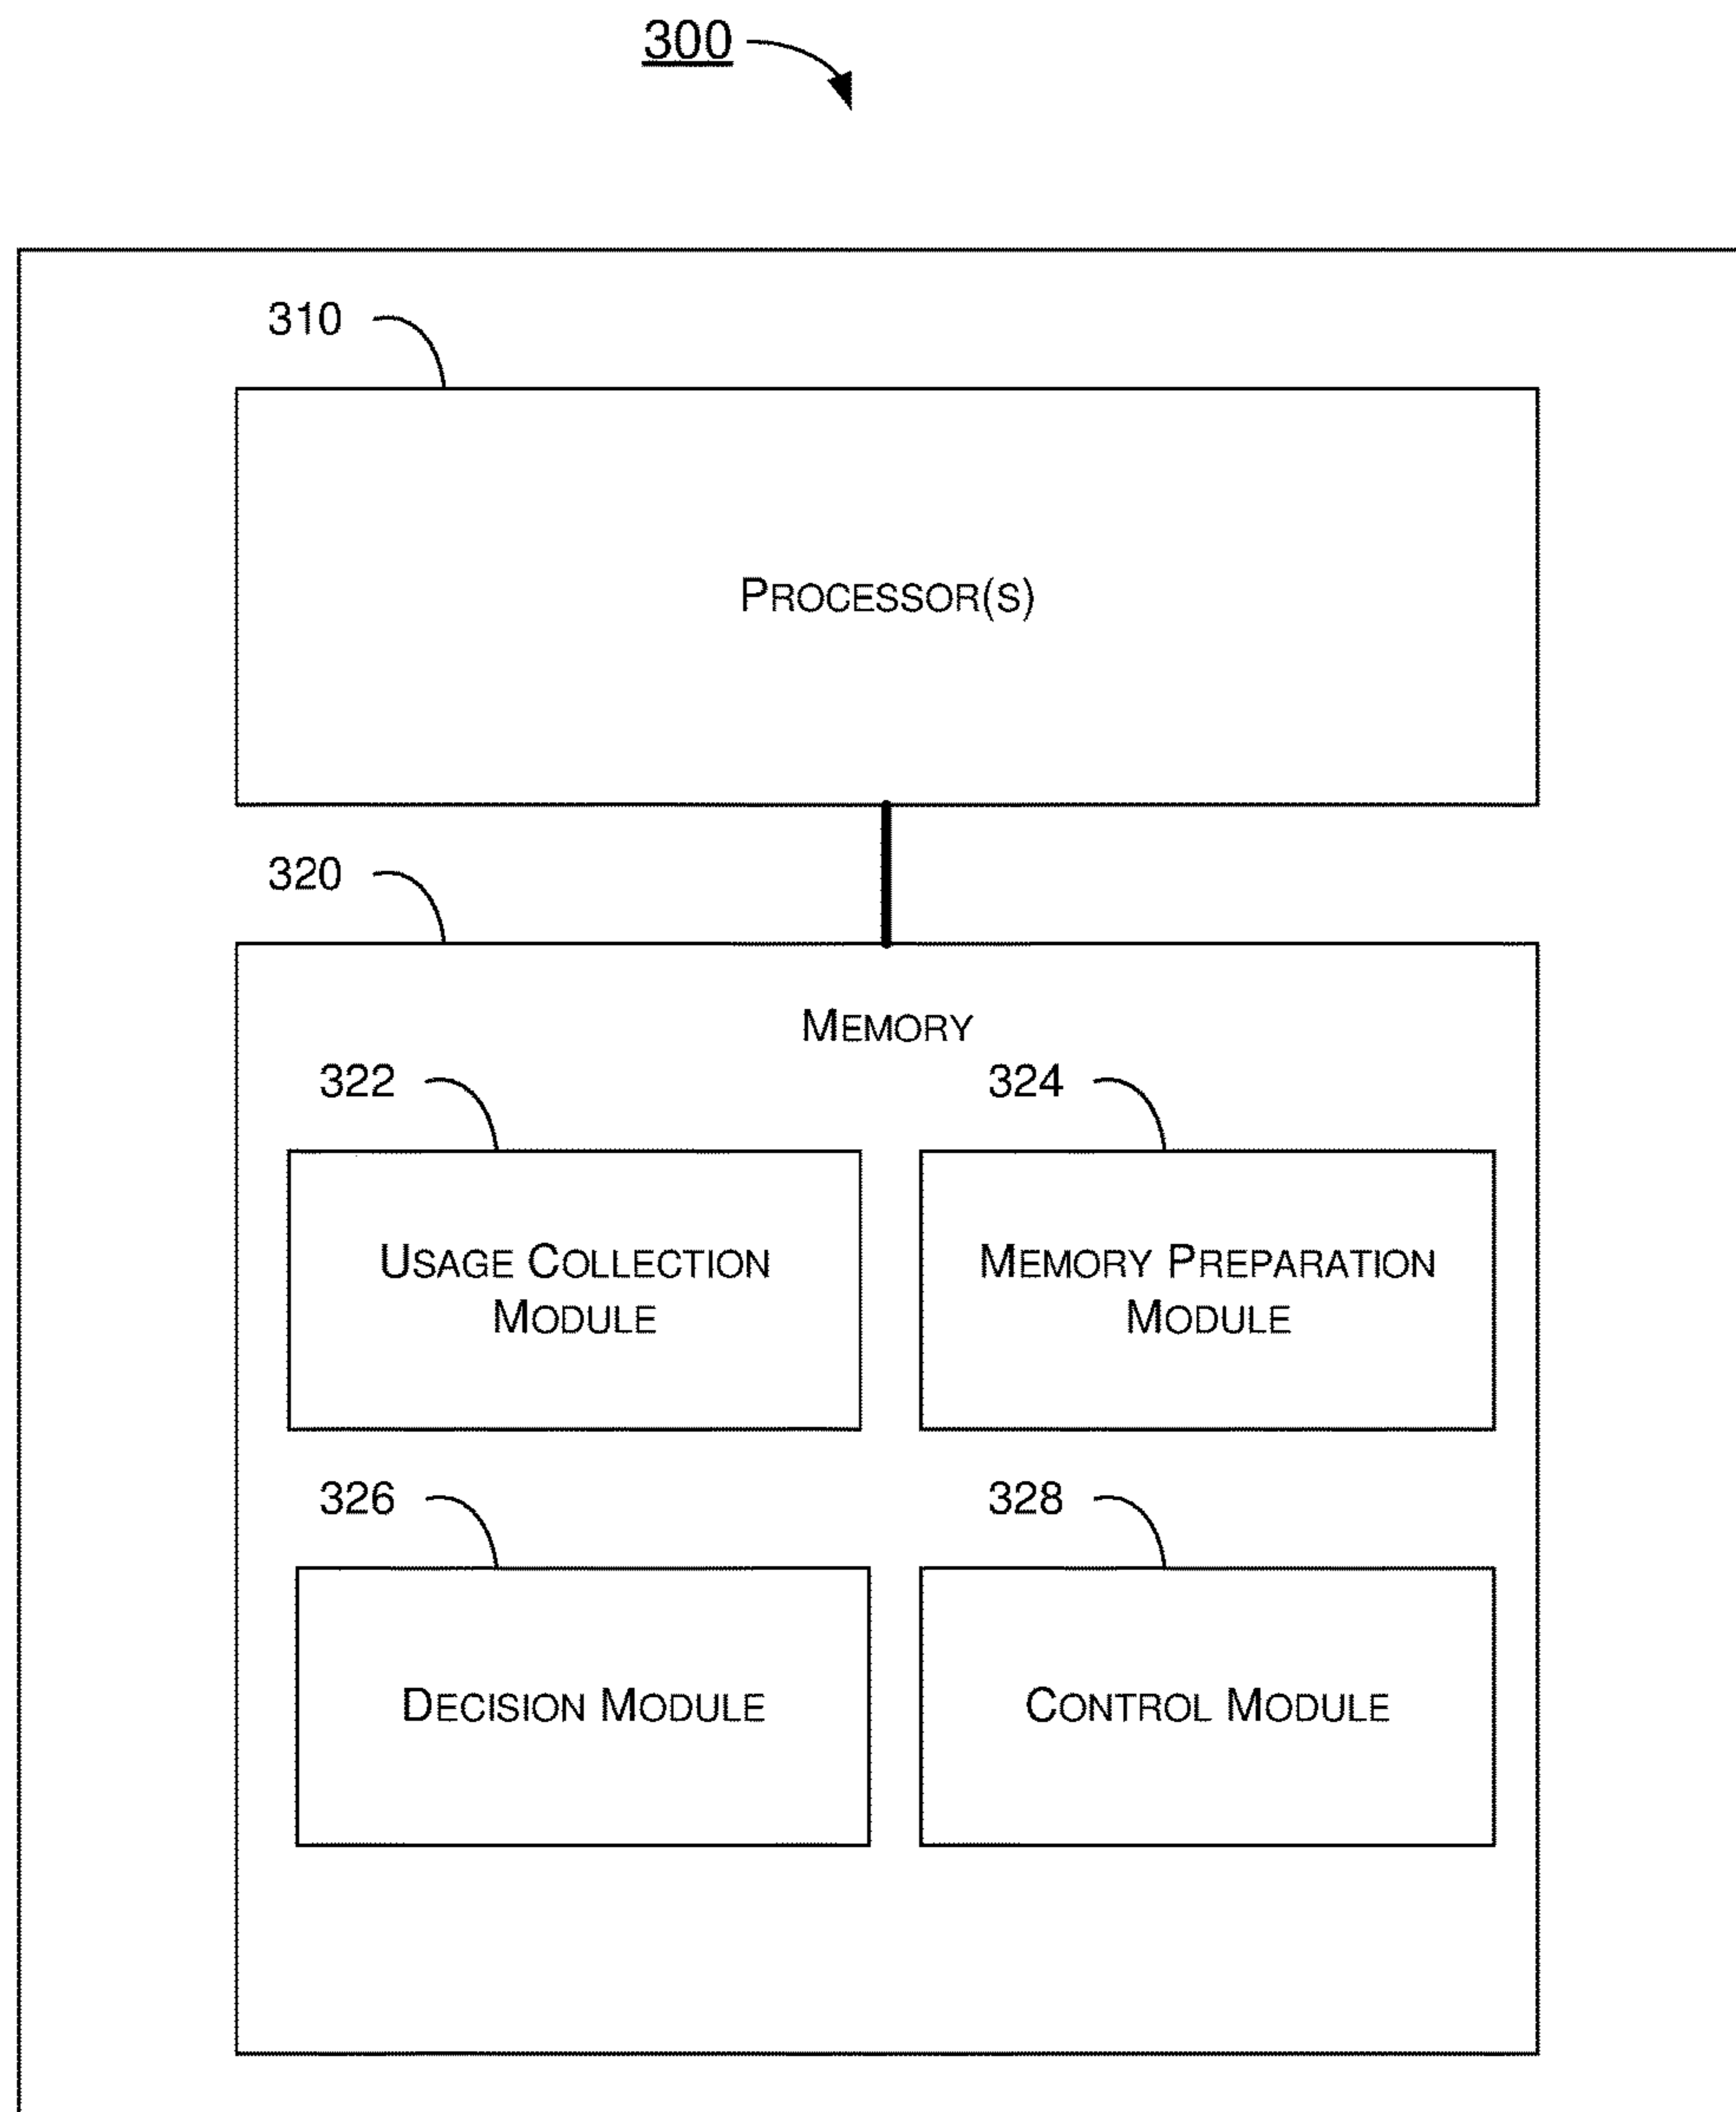 300
310
PROCESSOR(S)
320
MEMORY
322
324
USAGE COLLECTION
MODULE
MEMORY PREPARATION
MODULE
326
328
DECISION MODULE
CONTROL MODULE